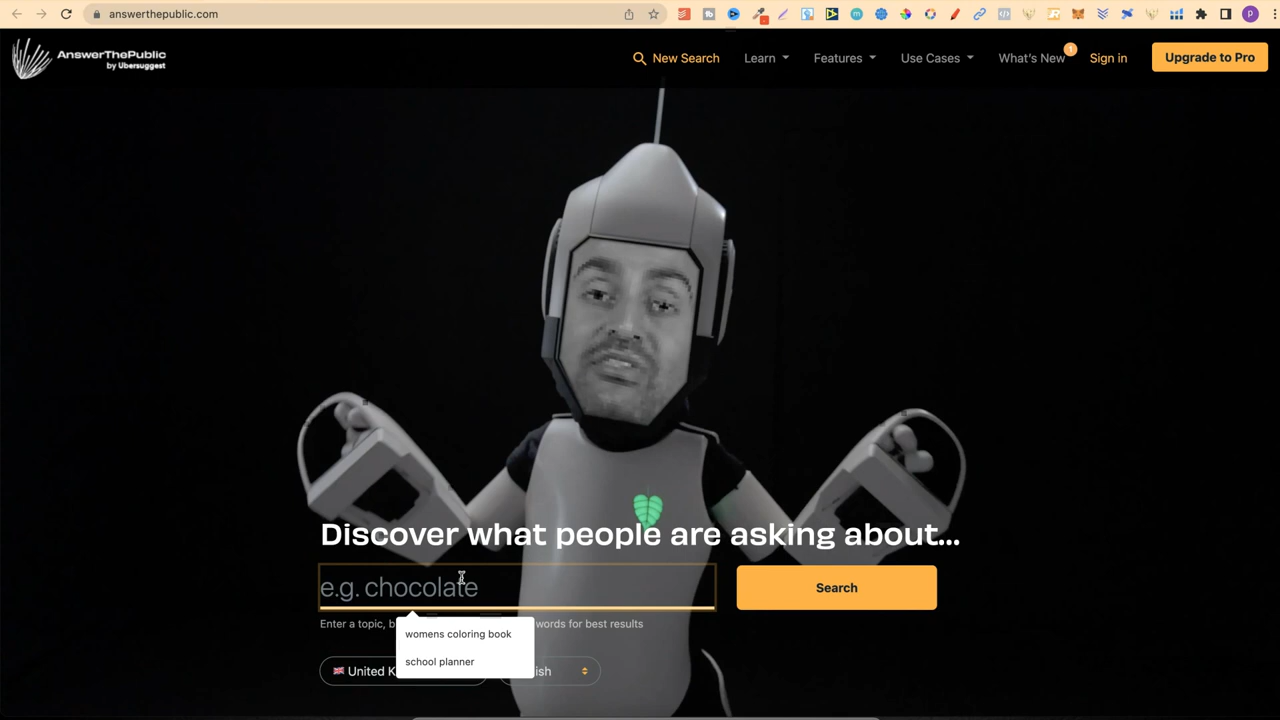 answerthepublic.com
AnswerThePublic
by Ubersuggest
New Search
Learn
Features
Use Cases
What's New
1
Sign in
Upgrade to Pro
Discover what people are asking about...
e.g. chocolate
Search
Enter a topic, b
words for best results
womens coloring book
school planner
United K
ish